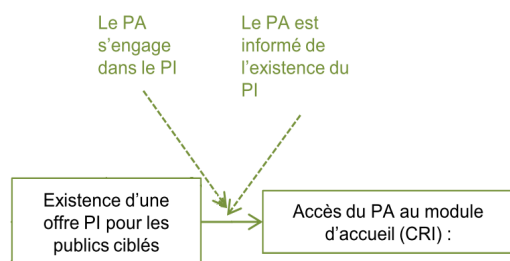 Le PA
s'engage
dans le PI
Le PA est
informé de
l'existence du
PI
Existence d'une
offre PI pour les
publics ciblés
Accès du PA au module
d'accueil (CRI) :